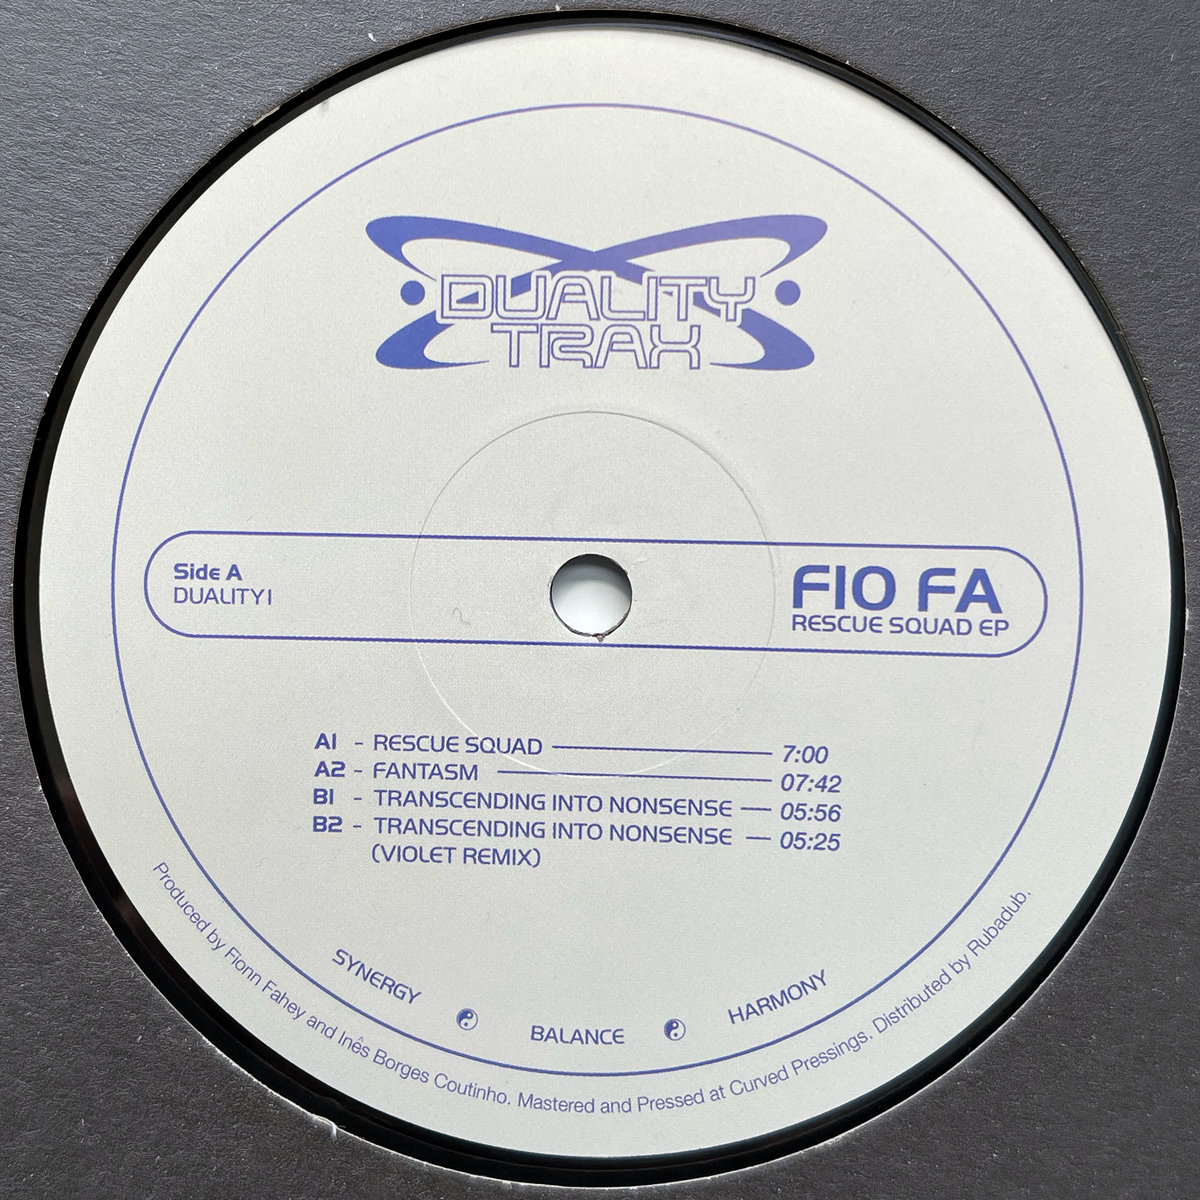 DUALITY
TRAX
Side A
DUALITY1
FIO FA
RESCUE SQUAD EP
A1 - RESCUE SQUAD 7:00
A2 - FANTASM 07:42
B1 - TRANSCENDING INTO NONSENSE 05:56
B2 - TRANSCENDING INTO NONSENSE 05:25
(VIOLET REMIX)
SYNERGY BALANCE HARMONY
Produced by Fionn Fahey and Inês Borges Coutinho. Mastered and Pressed at Curved Pressings. Distributed by Rubadub.